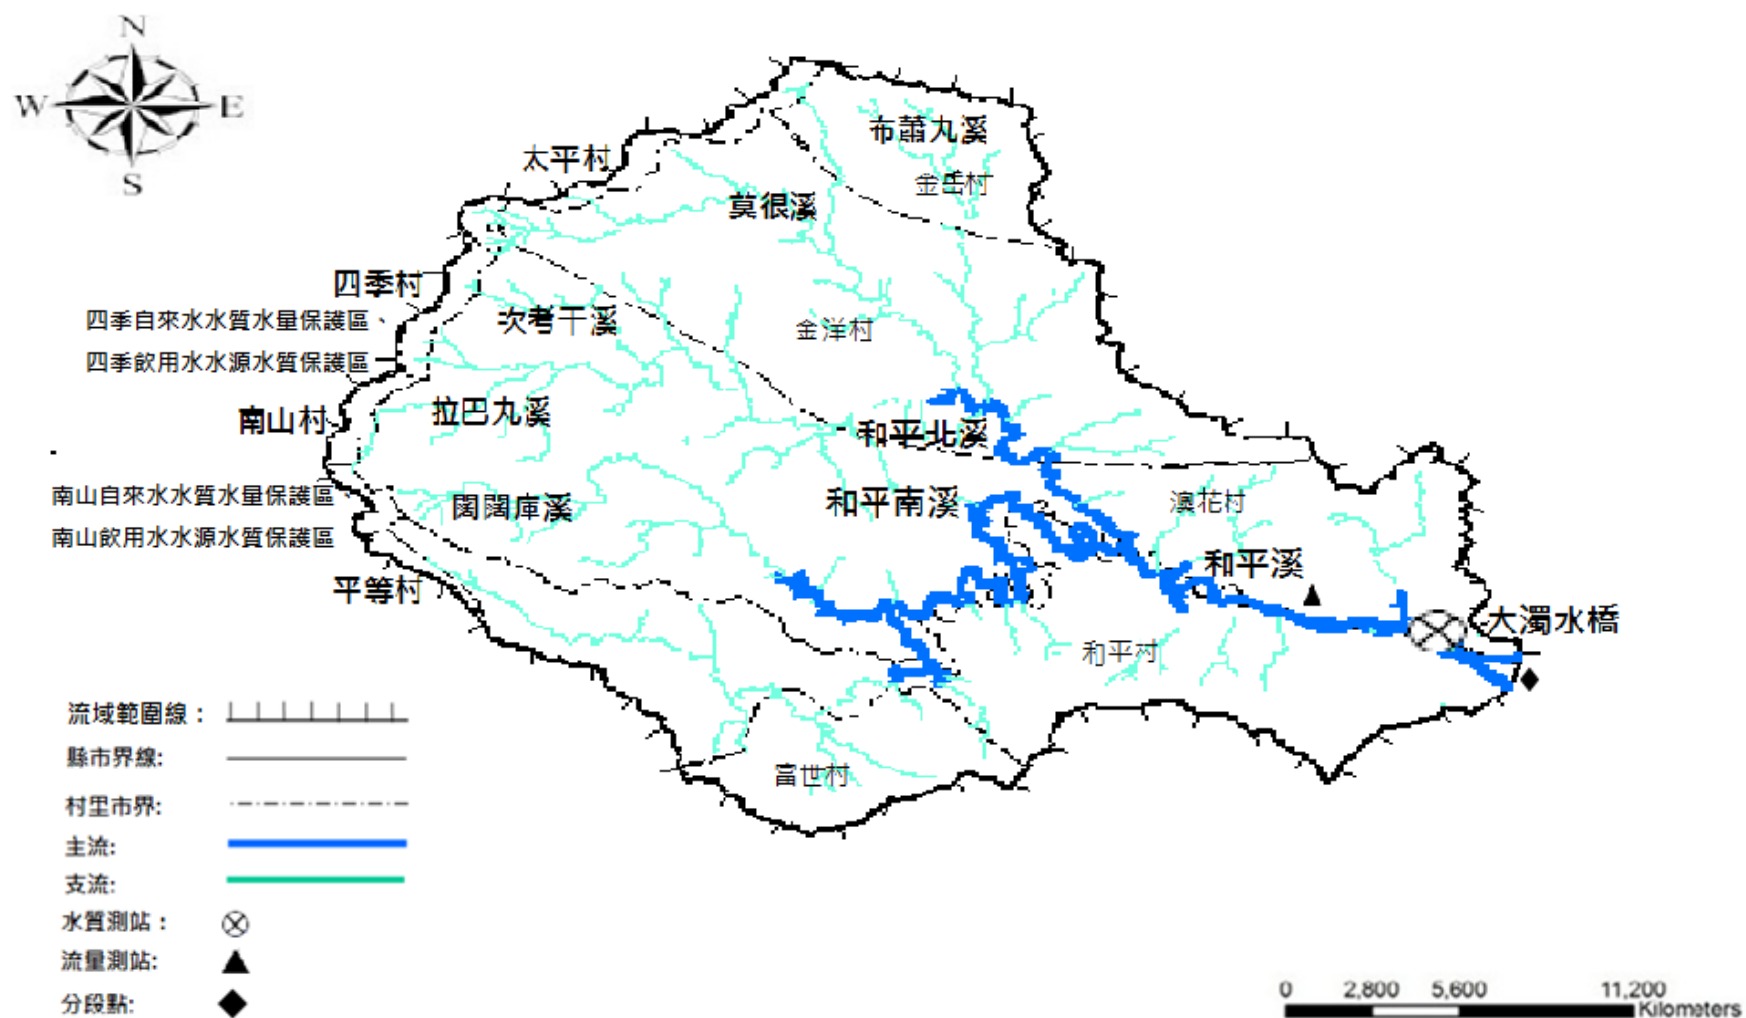 N
W E
S
布蕭丸溪
太平村
金岳村
莫很溪
四季村
四季自來水水質水量保護區、
次考干溪
金洋村
四季飲用水水源水質保護區
南山村
拉巴丸溪
和平北溪
南山自來水水質水量保護區、
闊闊庫溪
和平南溪
澳花村
南山飲用水水源水質保護區
和平溪
平等村
大濁水橋
和平村
富世村
流域範圍線：
縣市界線:
村里市界:
主流:
支流:
水質測站：
流量測站:
分段點:
0 2,800 5,600 11,200
Kilometers